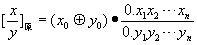 [x/y]原 = (x₀ ⊕ y₀) • 0.x₁x₂ ⋯ xₙ / 0.y₁y₂ ⋯ yₙ